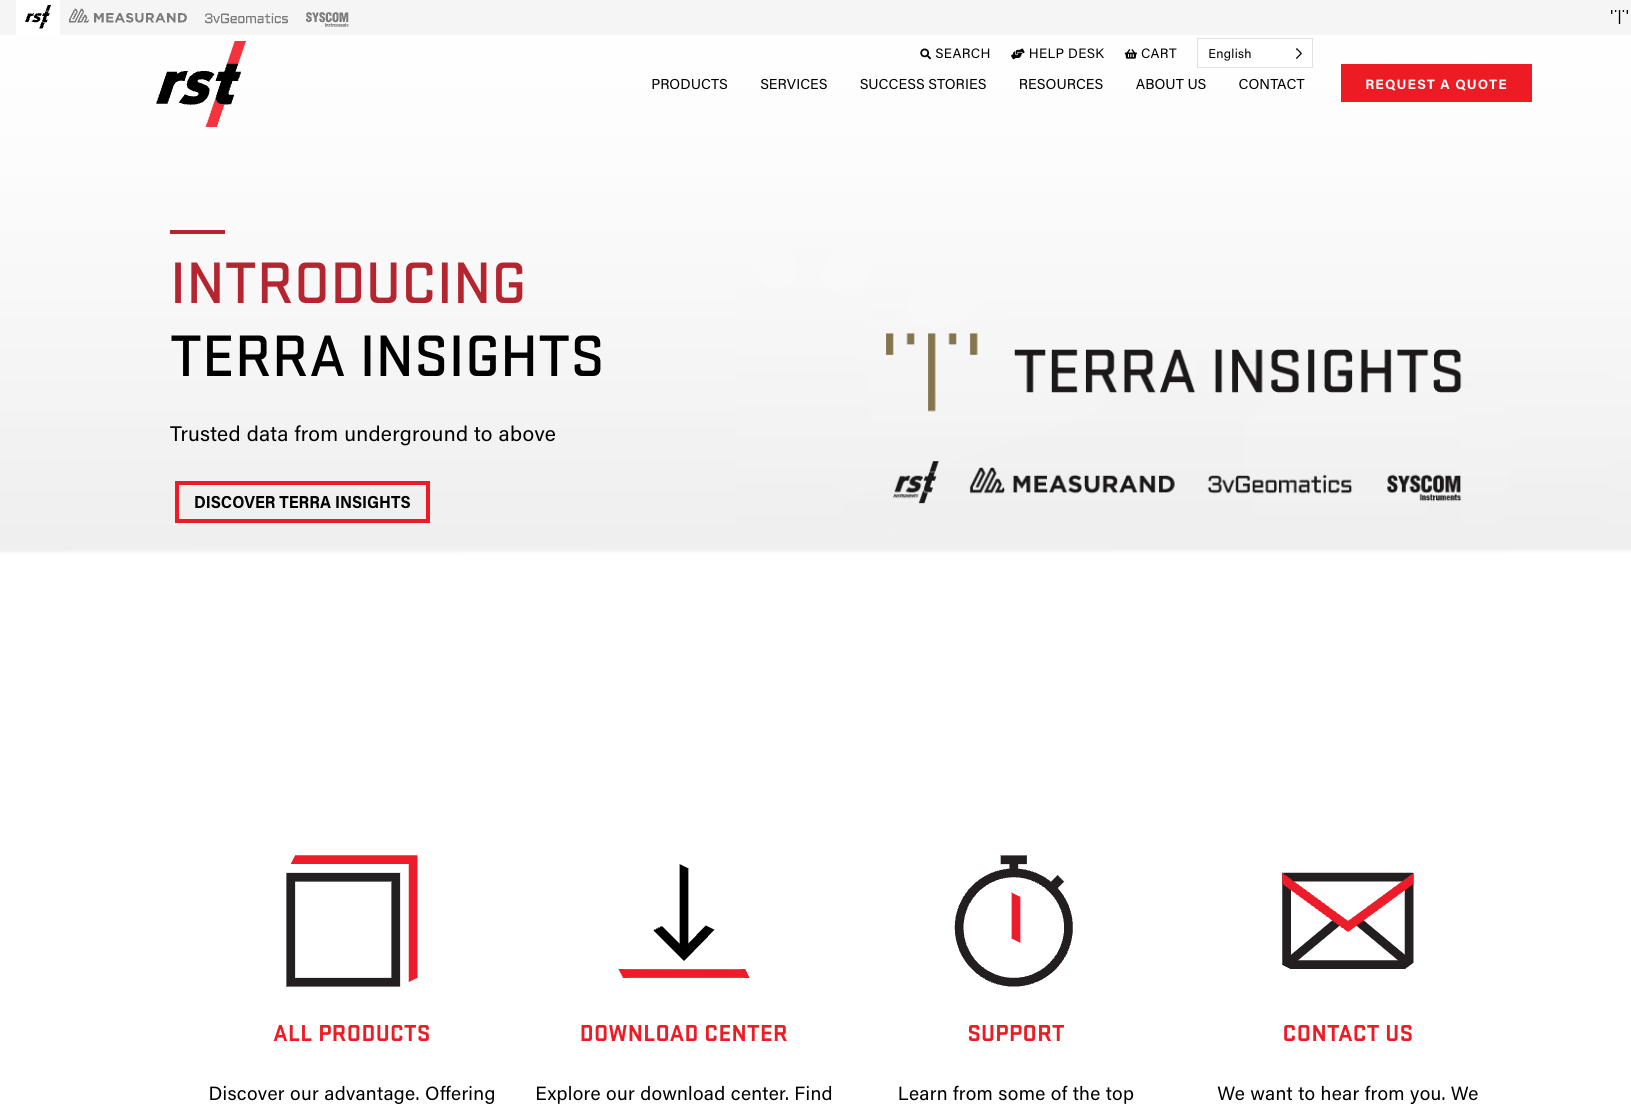 rst MEASURAND 3vGeomatics SYSCOM Instruments
SEARCH HELP DESK CART English
rst
PRODUCTS SERVICES SUCCESS STORIES RESOURCES ABOUT US CONTACT REQUEST A QUOTE
INTRODUCING
TERRA INSIGHTS
Trusted data from underground to above
DISCOVER TERRA INSIGHTS
TERRA INSIGHTS
rst instruments MEASURAND 3vGeomatics SYSCOM Instruments
ALL PRODUCTS DOWNLOAD CENTER SUPPORT CONTACT US
Discover our advantage. Offering Explore our download center. Find Learn from some of the top We want to hear from you. We